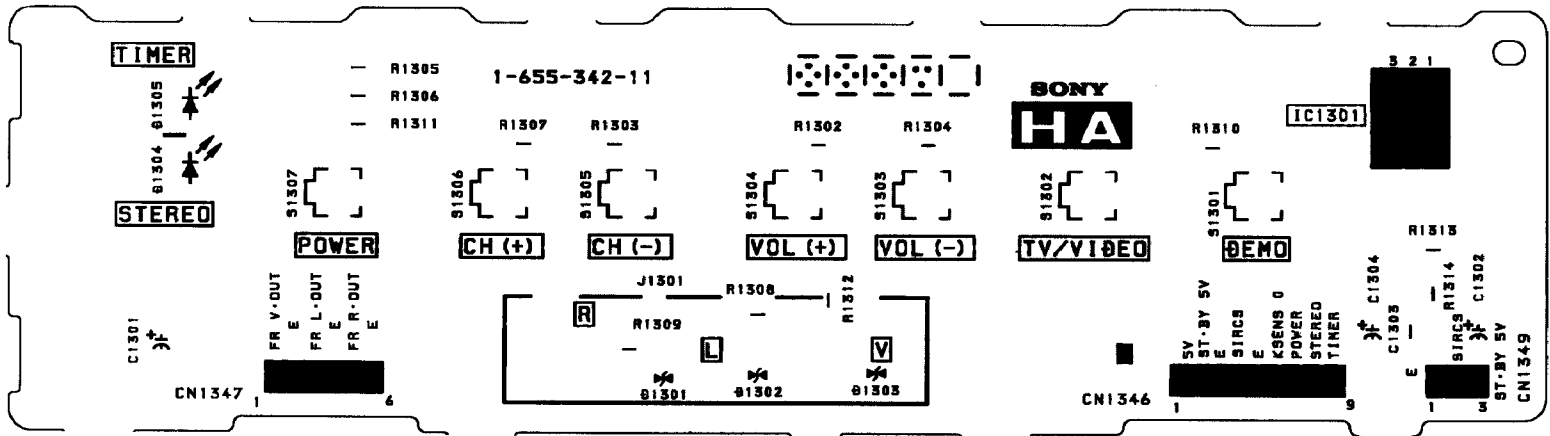 TIMER
D1305
D1304
STEREO
R1305
R1306
R1311
1-655-342-11
R1307
R1303
R1302
R1304
SONY
HA
R1310
IC1301
3 2 1
S1307
POWER
S1306
CH (+)
S1305
CH (-)
S1304
VOL (+)
S1303
VOL (-)
S1302
TV/VIDEO
S1301
DEMO
R1313
C1304
C1303
R1314
C1302
C1301
FR V·OUT
E
FR L·OUT
E
FR R·OUT
E
CN1347
1
6
J1301
R
R1309
R1308
R1312
L
V
D1301
D1302
D1303
5V
ST·BY 5V
E
SIRCS
E
KSENS 0
POWER
STEREO
TIMER
CN1346
1
9
E
SIRCS
ST·BY 5V
1
3
CN1349